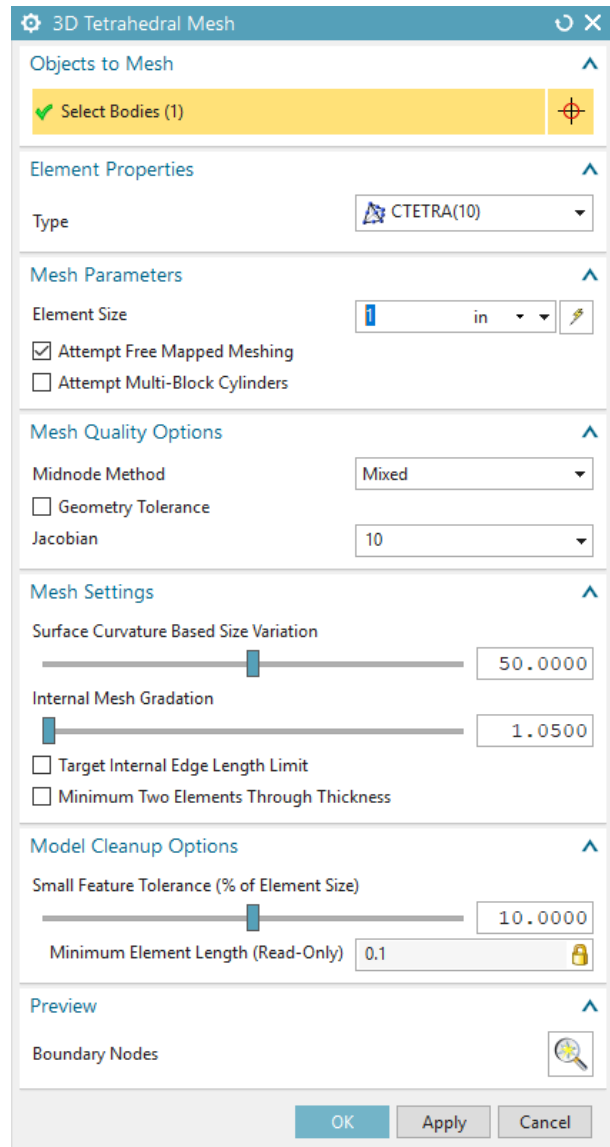 3D Tetrahedral Mesh
Objects to Mesh
Select Bodies (1)
Element Properties
Type CTETRA(10)
Mesh Parameters
Element Size 1 in
Attempt Free Mapped Meshing
Attempt Multi-Block Cylinders
Mesh Quality Options
Midnode Method Mixed
Geometry Tolerance
Jacobian 10
Mesh Settings
Surface Curvature Based Size Variation
50.0000
Internal Mesh Gradation
1.0500
Target Internal Edge Length Limit
Minimum Two Elements Through Thickness
Model Cleanup Options
Small Feature Tolerance (% of Element Size)
10.0000
Minimum Element Length (Read-Only) 0.1
Preview
Boundary Nodes
OK Apply Cancel